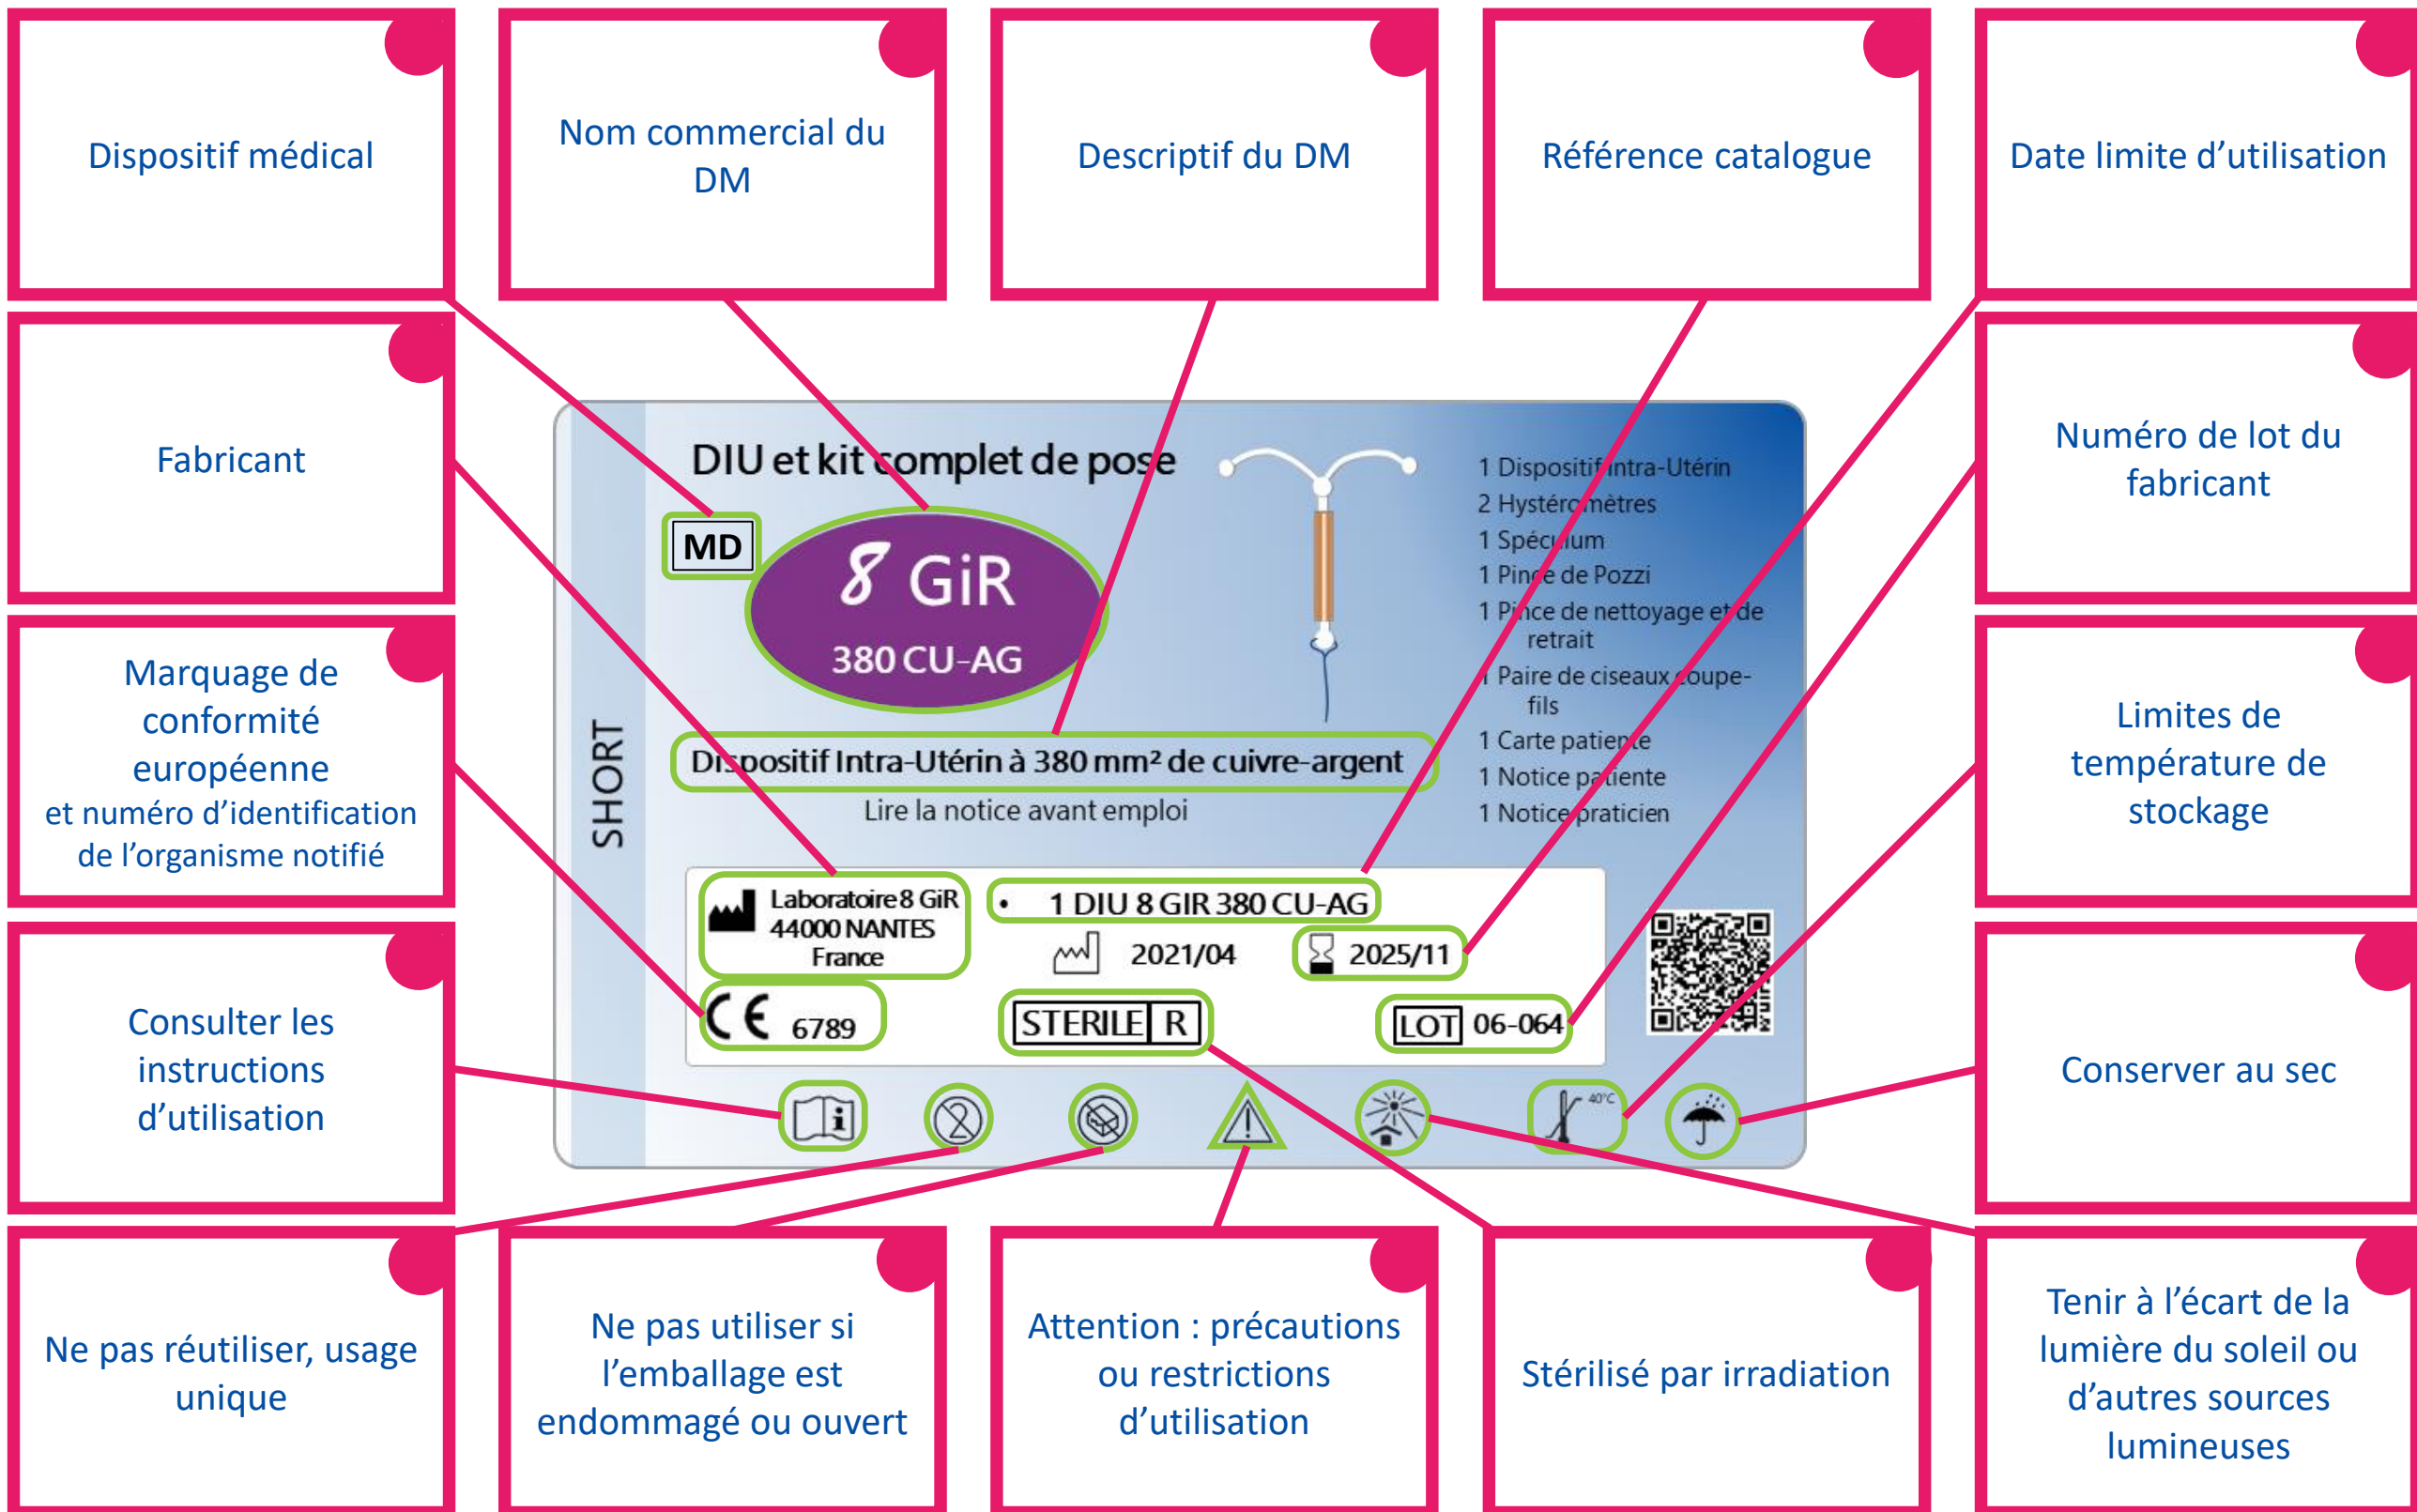 Dispositif médical
Nom commercial du
DM
Descriptif du DM
Référence catalogue
Date limite d’utilisation
Fabricant
Numéro de lot du
fabricant
Marquage de
conformité
européenne
et numéro d’identification
de l’organisme notifié
Limites de
température de
stockage
Consulter les
instructions
d’utilisation
Conserver au sec
SHORT
DIU et kit complet de pose
MD
8 GiR
380 CU-AG
Dispositif Intra-Utérin à 380 mm² de cuivre-argent
Lire la notice avant emploi
1 Dispositif Intra-Utérin
2 Hystéromètres
1 Spéculum
1 Pince de Pozzi
1 Pince de nettoyage et de
retrait
1 Paire de ciseaux coupe-
fils
1 Carte patiente
1 Notice patiente
1 Notice praticien
Laboratoire 8 GiR
44000 NANTES
France
• 1 DIU 8 GIR 380 CU-AG
2021/04
2025/11
CE 6789
STERILE R
LOT 06-064
i
2
!
40°C
Ne pas réutiliser, usage
unique
Ne pas utiliser si
l’emballage est
endommagé ou ouvert
Attention : précautions
ou restrictions
d’utilisation
Stérilisé par irradiation
Tenir à l’écart de la
lumière du soleil ou
d’autres sources
lumineuses